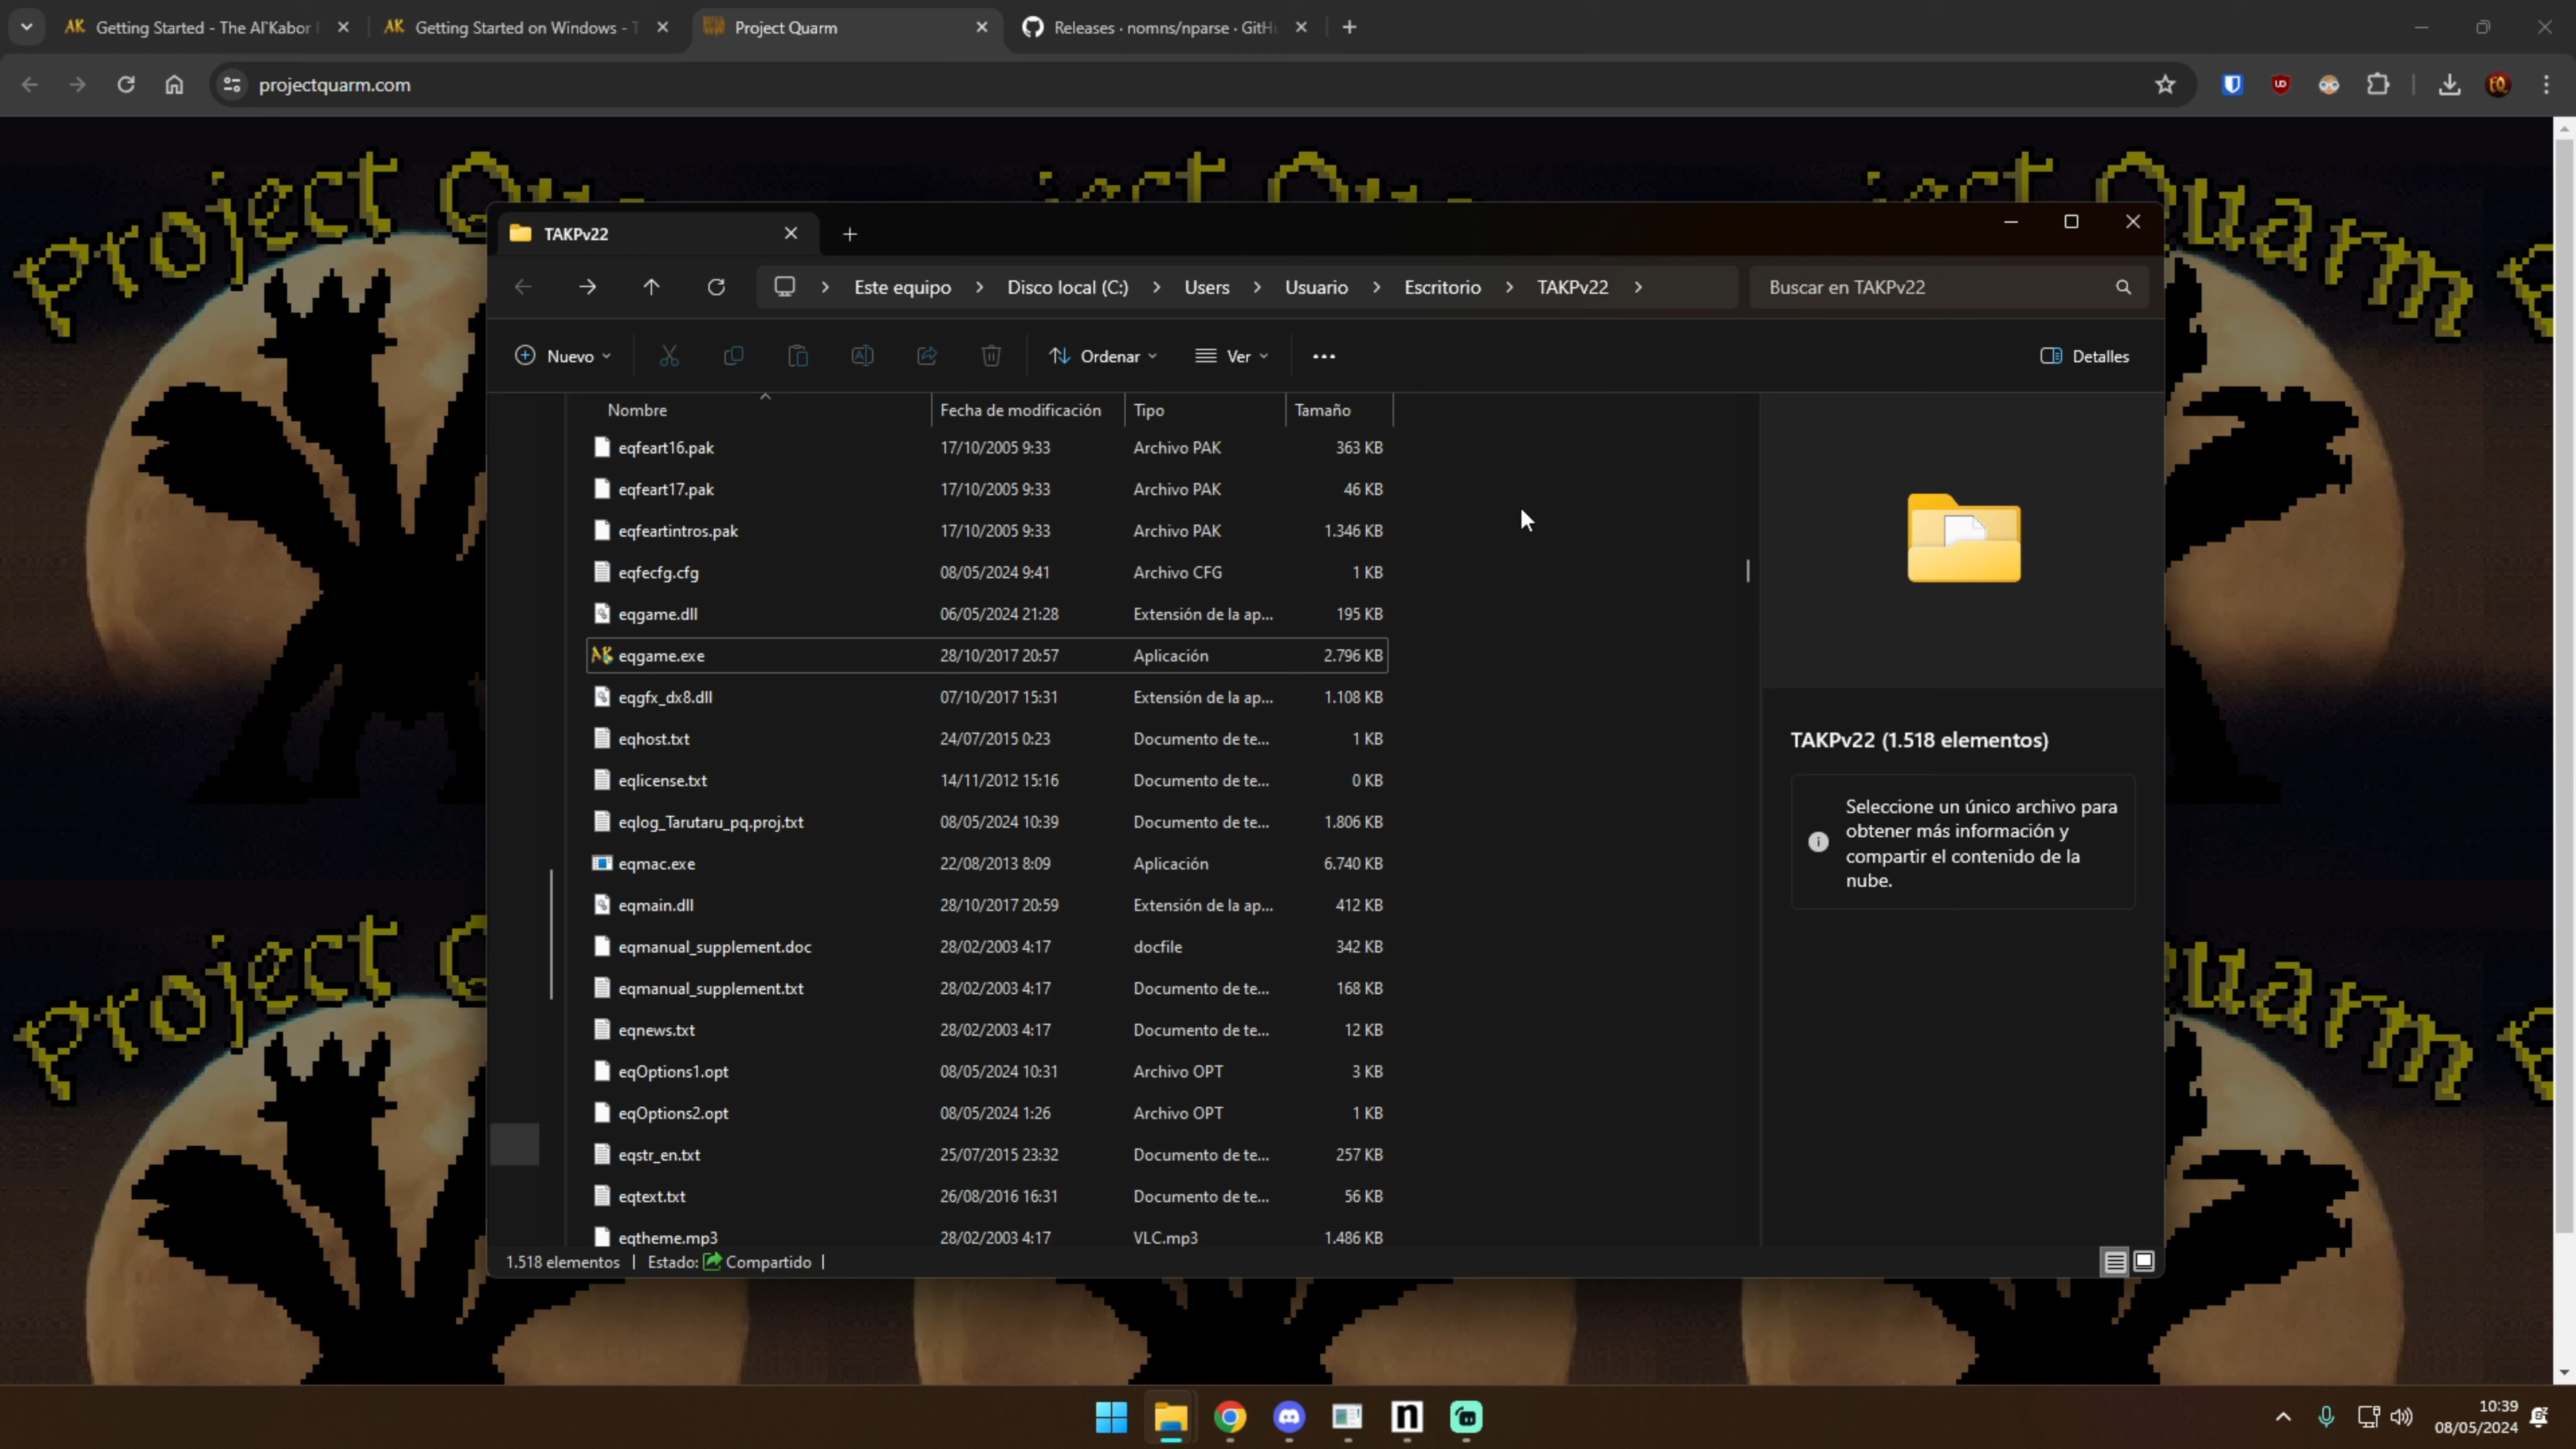 AK Getting Started - The Al'Kabor
AK Getting Started on Windows - T
Project Quarm
Releases · nomns/nparse · GitH
projectquarm.com
Project
Project Quarm
TAKPv22
Este equipo > Disco local (C:) > Users > Usuario > Escritorio > TAKPv22 >
Buscar en TAKPv22
Nuevo
Ordenar
Ver
Detalles
Nombre Fecha de modificación Tipo Tamaño
eqfeart16.pak 17/10/2005 9:33 Archivo PAK 363 KB
eqfeart17.pak 17/10/2005 9:33 Archivo PAK 46 KB
eqfeartintros.pak 17/10/2005 9:33 Archivo PAK 1.346 KB
eqfecfg.cfg 08/05/2024 9:41 Archivo CFG 1 KB
eqgame.dll 06/05/2024 21:28 Extensión de la ap... 195 KB
eqgame.exe 28/10/2017 20:57 Aplicación 2.796 KB
eqgfx_dx8.dll 07/10/2017 15:31 Extensión de la ap... 1.108 KB
eqhost.txt 24/07/2015 0:23 Documento de te... 1 KB
eqlicense.txt 14/11/2012 15:16 Documento de te... 0 KB
eqlog_Tarutaru_pq.proj.txt 08/05/2024 10:39 Documento de te... 1.806 KB
eqmac.exe 22/08/2013 8:09 Aplicación 6.740 KB
eqmain.dll 28/10/2017 20:59 Extensión de la ap... 412 KB
eqmanual_supplement.doc 28/02/2003 4:17 docfile 342 KB
eqmanual_supplement.txt 28/02/2003 4:17 Documento de te... 168 KB
eqnews.txt 28/02/2003 4:17 Documento de te... 12 KB
eqOptions1.opt 08/05/2024 10:31 Archivo OPT 3 KB
eqOptions2.opt 08/05/2024 1:26 Archivo OPT 1 KB
eqstr_en.txt 25/07/2015 23:32 Documento de te... 257 KB
eqtext.txt 26/08/2016 16:31 Documento de te... 56 KB
eqtheme.mp3 28/02/2003 4:17 VLC.mp3 1.486 KB
TAKPv22 (1.518 elementos)
Seleccione un único archivo para
obtener más información y
compartir el contenido de la
nube.
1.518 elementos | Estado: Compartido |
10:39
08/05/2024